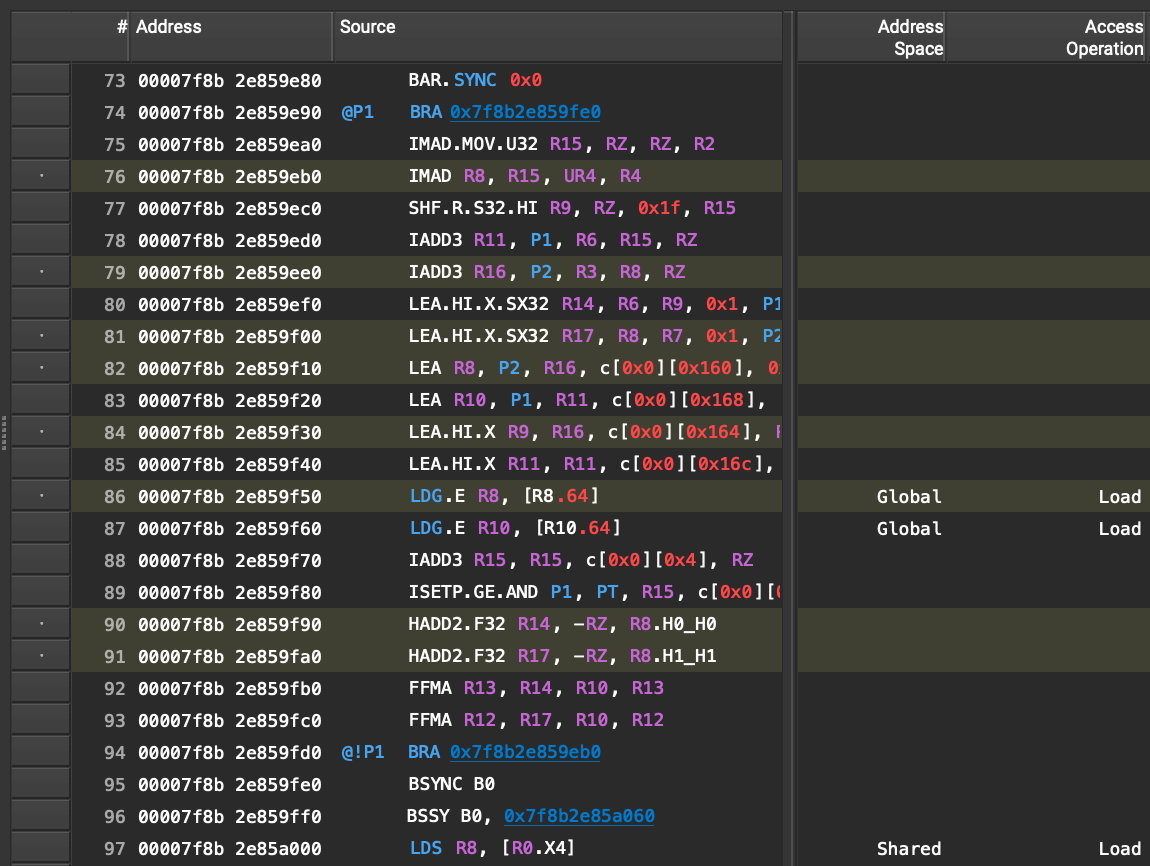 # Address Source Address Space Access Operation
73 00007f8b 2e859e80 BAR.SYNC 0x0
74 00007f8b 2e859e90 @P1 BRA 0x7f8b2e859fe0
75 00007f8b 2e859ea0 IMAD.MOV.U32 R15, RZ, RZ, R2
76 00007f8b 2e859eb0 IMAD R8, R15, UR4, R4
77 00007f8b 2e859ec0 SHF.R.S32.HI R9, RZ, 0x1f, R15
78 00007f8b 2e859ed0 IADD3 R11, P1, R6, R15, RZ
79 00007f8b 2e859ee0 IADD3 R16, P2, R3, R8, RZ
80 00007f8b 2e859ef0 LEA.HI.X.SX32 R14, R6, R9, 0x1, P1
81 00007f8b 2e859f00 LEA.HI.X.SX32 R17, R8, R7, 0x1, P2
82 00007f8b 2e859f10 LEA R8, P2, R16, c[0x0][0x160],
83 00007f8b 2e859f20 LEA R10, P1, R11, c[0x0][0x168],
84 00007f8b 2e859f30 LEA.HI.X R9, R16, c[0x0][0x164],
85 00007f8b 2e859f40 LEA.HI.X R11, R11, c[0x0][0x16c],
86 00007f8b 2e859f50 LDG.E R8, [R8.64] Global Load
87 00007f8b 2e859f60 LDG.E R10, [R10.64] Global Load
88 00007f8b 2e859f70 IADD3 R15, R15, c[0x0][0x4], RZ
89 00007f8b 2e859f80 ISETP.GE.AND P1, PT, R15, c[0x0][
90 00007f8b 2e859f90 HADD2.F32 R14, -RZ, R8.H0_H0
91 00007f8b 2e859fa0 HADD2.F32 R17, -RZ, R8.H1_H1
92 00007f8b 2e859fb0 FFMA R13, R14, R10, R13
93 00007f8b 2e859fc0 FFMA R12, R17, R10, R12
94 00007f8b 2e859fd0 @!P1 BRA 0x7f8b2e859eb0
95 00007f8b 2e859fe0 BSYNC B0
96 00007f8b 2e859ff0 BSSY B0, 0x7f8b2e85a060
97 00007f8b 2e85a000 LDS R8, [R0.X4] Shared Load